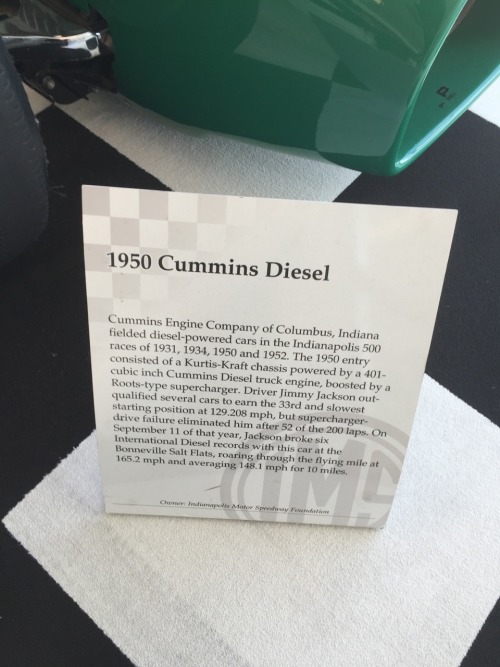 1950 Cummins Diesel
Cummins Engine Company of Columbus, Indiana
fielded diesel-powered cars in the Indianapolis 500
races of 1931, 1934, 1950 and 1952. The 1950 entry
consisted of a Kurtis-Kraft chassis powered by a 401-
cubic inch Cummins Diesel truck engine, boosted by a
Roots-type supercharger. Driver Jimmy Jackson out-
qualified several cars to earn the 33rd and slowest
starting position at 129.208 mph, but supercharger-
drive failure eliminated him after 52 of the 200 laps. On
September 11 of that year, Jackson broke six
International Diesel records with this car at the
Bonneville Salt Flats, roaring through the flying mile at
165.2 mph and averaging 148.1 mph for 10 miles.
IMS
Owner: Indianapolis Motor Speedway Foundation